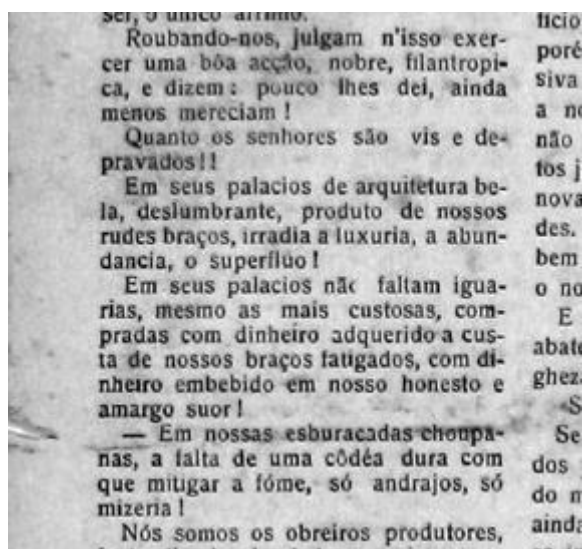 ser, o unico arrimo.
Roubando-nos, julgam n'isso exer-
cer uma bôa acção, nobre, filantropi-
ca, e dizem: pouco lhes dei, ainda
menos mereciam!
Quanto os senhores são vis e de-
pravados!!
Em seus palacios de arquitetura be-
la, deslumbrante, produto de nossos
rudes braços, irradia a luxuria, a abun-
dancia, o superfluo!
Em seus palacios não faltam igua-
rias, mesmo as mais custosas, com-
pradas com dinheiro adquerido a cus-
ta de nossos braços fatigados, com di-
nheiro embebido em nosso honesto e
amargo suor!
— Em nossas esburacadas choupa-
nas, a falta de uma côdéa dura com
que mitigar a fóme, só andrajos, só
mizeria!
Nós somos os obreiros produtores,
ficio
poré
siva
a no
não
tos j
nova
des.
bem
o no
E
abate
gheza
S
Se
dos
do n
ainda